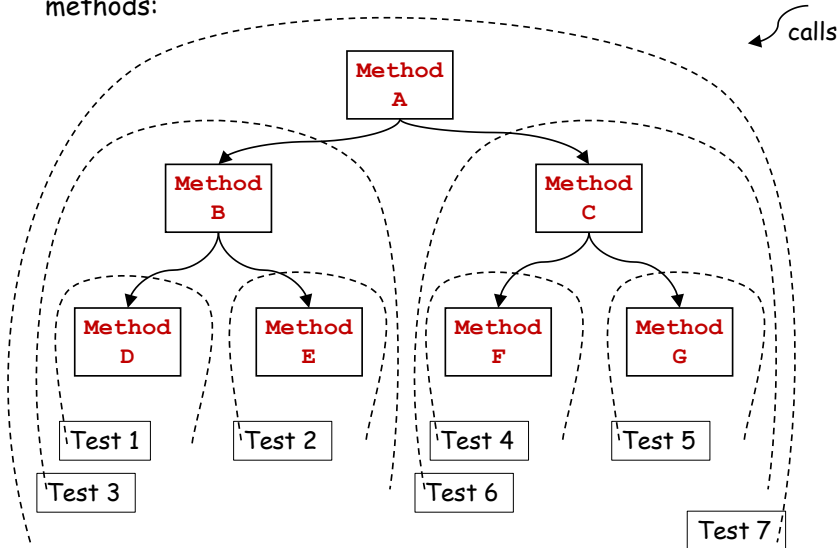 methods:
calls
Method
A
Method
B
Method
C
Method
D
Method
E
Method
F
Method
G
Test 1
Test 2
Test 4
Test 5
Test 3
Test 6
Test 7